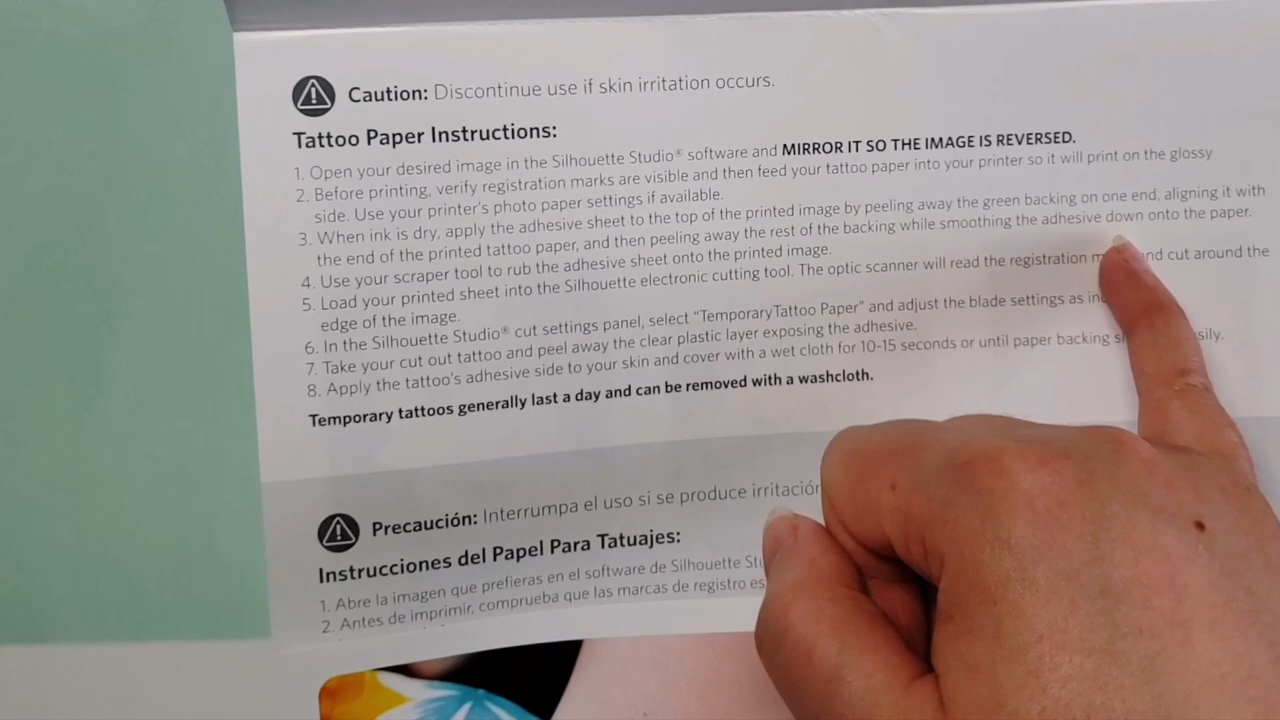 Caution: Discontinue use if skin irritation occurs.
Tattoo Paper Instructions:
1. Open your desired image in the Silhouette Studio® software and MIRROR IT SO THE IMAGE IS REVERSED.
2. Before printing, verify registration marks are visible and then feed your tattoo paper into your printer so it will print on the glossy
side. Use your printer's photo paper settings if available.
3. When ink is dry, apply the adhesive sheet to the top of the printed image by peeling away the green backing on one end, aligning it with
the end of the printed tattoo paper, and then peeling away the rest of the backing while smoothing the adhesive down onto the paper.
4. Use your scraper tool to rub the adhesive sheet onto the printed image.
5. Load your printed sheet into the Silhouette electronic cutting tool. The optic scanner will read the registration and cut around the
edge of the image.
6. In the Silhouette Studio® cut settings panel, select "Temporary Tattoo Paper" and adjust the blade settings as
7. Take your cut out tattoo and peel away the clear plastic layer exposing the adhesive.
8. Apply the tattoo's adhesive side to your skin and cover with a wet cloth for 10-15 seconds or until paper backing
Temporary tattoos generally last a day and can be removed with a washcloth.
Precaución: Interrumpa el uso si se produce irritación
Instrucciones del Papel Para Tatuajes:
1. Abre la imagen que prefieras en el software de Silhouette
2. Antes de imprimir, comprueba que las marcas de registro